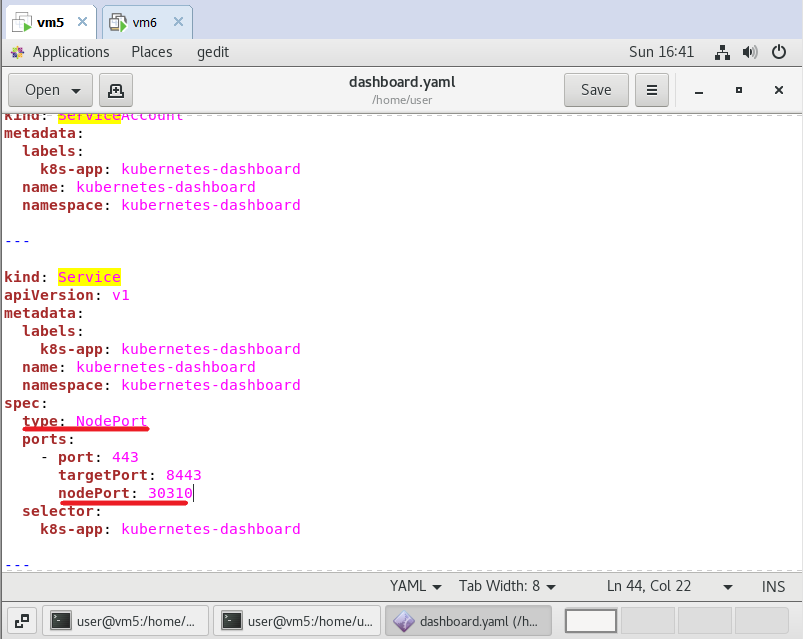 vm5 vm6
Applications Places gedit Sun 16:41
Open dashboard.yaml Save
/home/user
kind: ServiceAccount
metadata:
  labels:
    k8s-app: kubernetes-dashboard
  name: kubernetes-dashboard
  namespace: kubernetes-dashboard
---
kind: Service
apiVersion: v1
metadata:
  labels:
    k8s-app: kubernetes-dashboard
  name: kubernetes-dashboard
  namespace: kubernetes-dashboard
spec:
  type: NodePort
  ports:
    - port: 443
      targetPort: 8443
      nodePort: 30310
  selector:
    k8s-app: kubernetes-dashboard
---
YAML Tab Width: 8 Ln 44, Col 22 INS
user@vm5:/home/... user@vm5:/home/u... dashboard.yaml (/h...